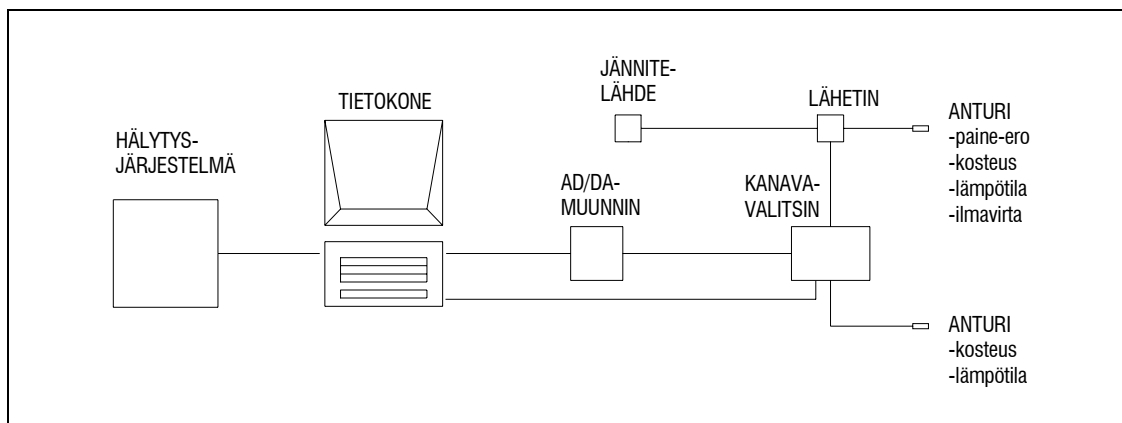 HÄLYTYS-
JÄRJESTELMÄ
TIETOKONE
JÄNNITE-
LÄHDE
LÄHETIN
ANTURI
-paine-ero
-kosteus
-lämpötila
-ilmavirta
AD/DA-
MUUNNIN
KANAVA-
VALITSIN
ANTURI
-kosteus
-lämpötila